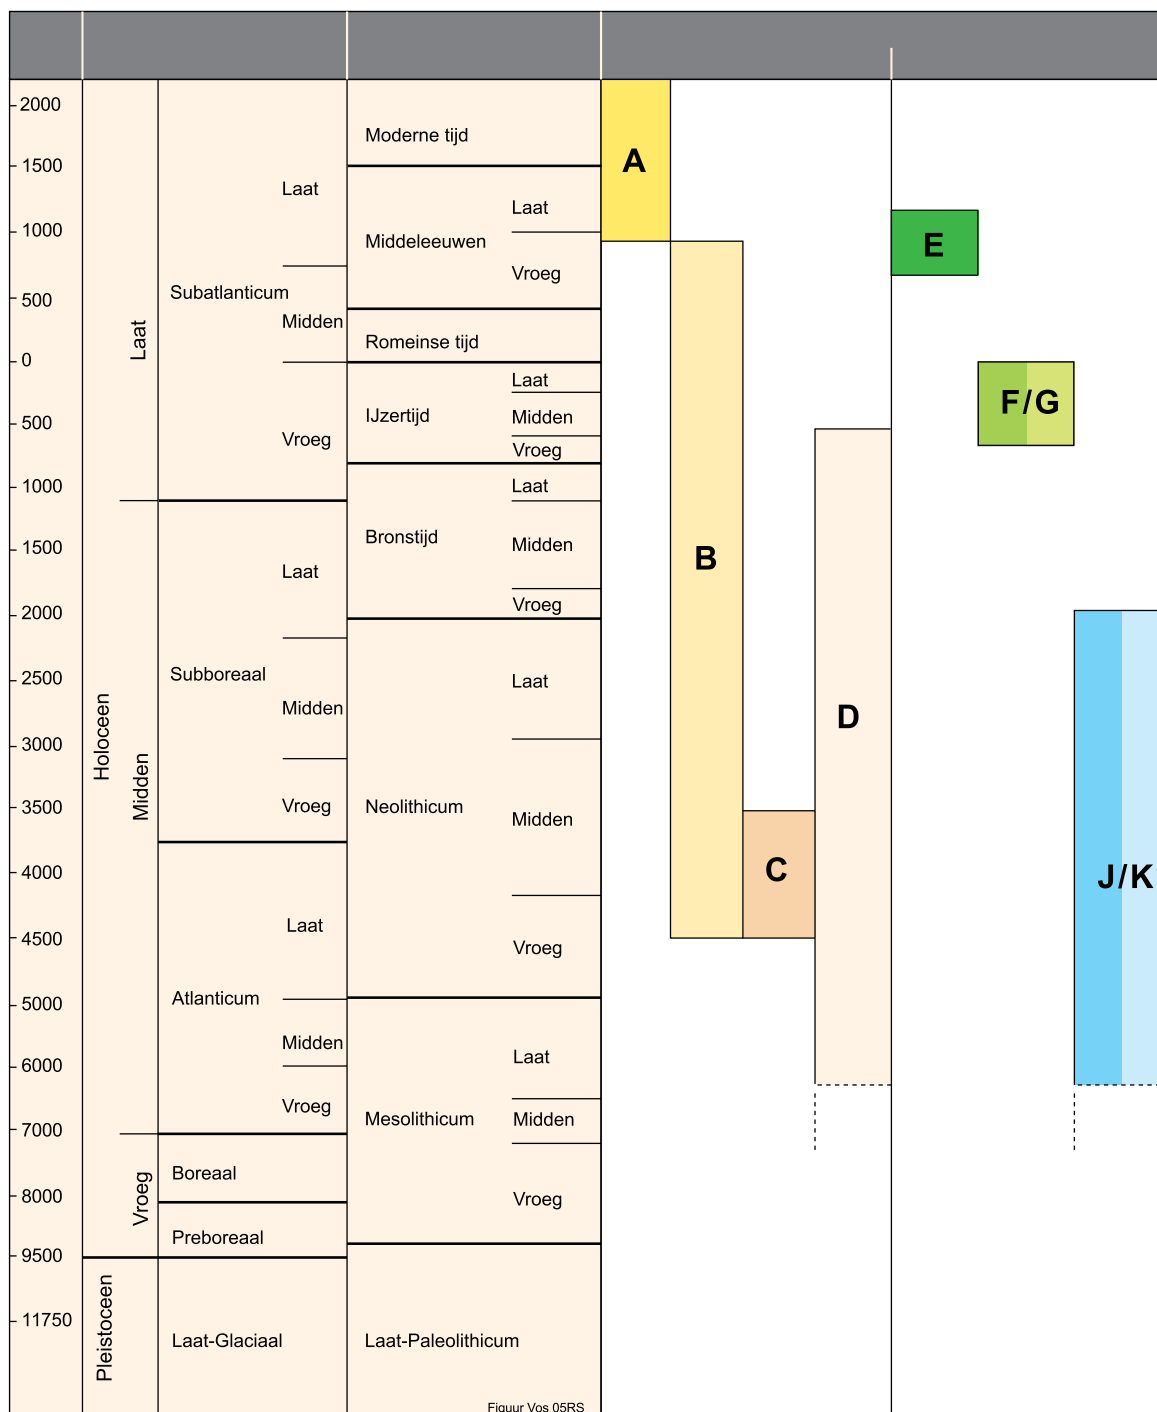 2000
1500
1000
500
0
500
1000
1500
2000
2500
3000
3500
4000
4500
5000
6000
7000
8000
9500
11750
Holoceen
Pleistoceen
Laat
Midden
Vroeg
Subatlanticum
Laat
Midden
Vroeg
Subboreaal
Laat
Midden
Vroeg
Atlanticum
Laat
Midden
Vroeg
Boreaal
Preboreaal
Laat-Glaciaal
Moderne tijd
Middeleeuwen
Laat
Vroeg
Romeinse tijd
IJzertijd
Laat
Midden
Vroeg
Bronstijd
Laat
Midden
Vroeg
Neolithicum
Laat
Midden
Vroeg
Mesolithicum
Laat
Midden
Vroeg
Laat-Paleolithicum
Figuur Vos 05RS
A
B
C
D
E
F/G
J/K